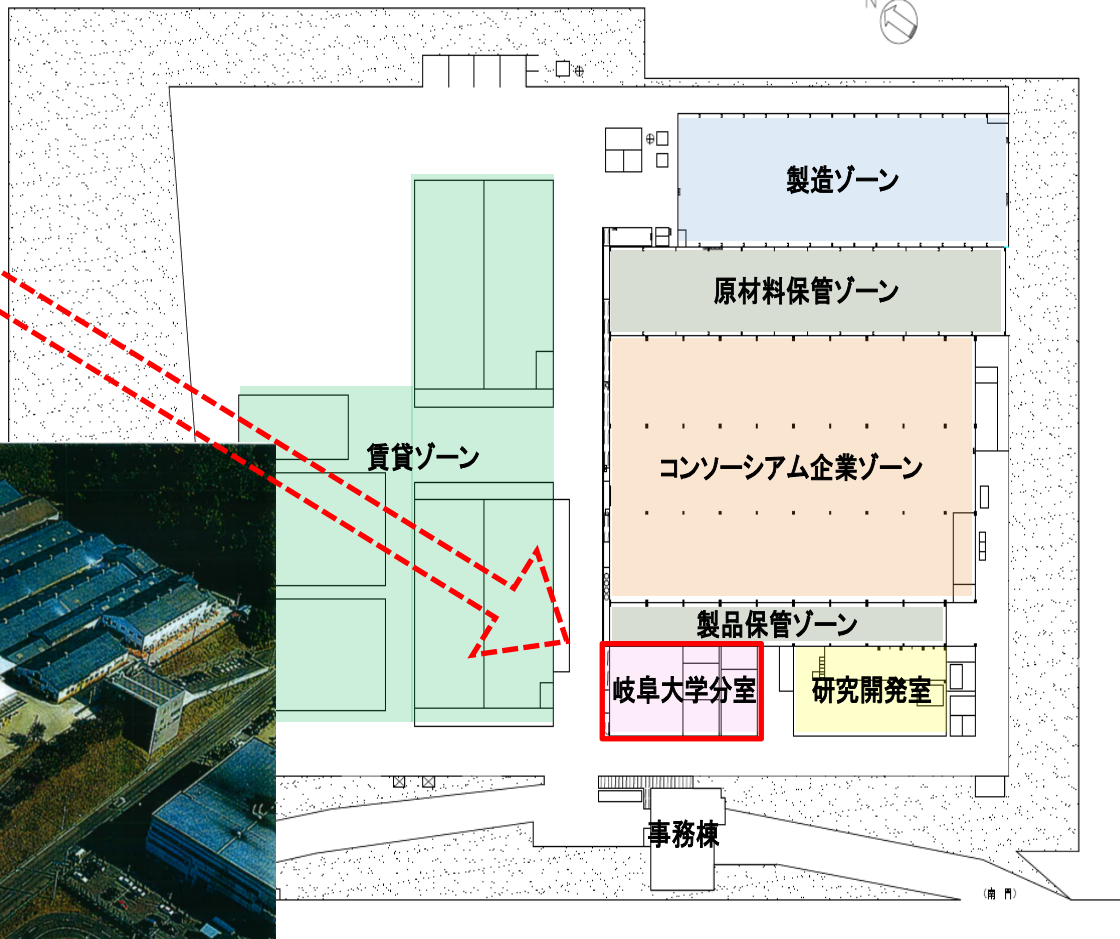 N
製造ゾーン
原材料保管ゾーン
賃貸ゾーン
コンソーシアム企業ゾーン
製品保管ゾーン
岐阜大学分室
研究開発室
事務棟
(南 門)